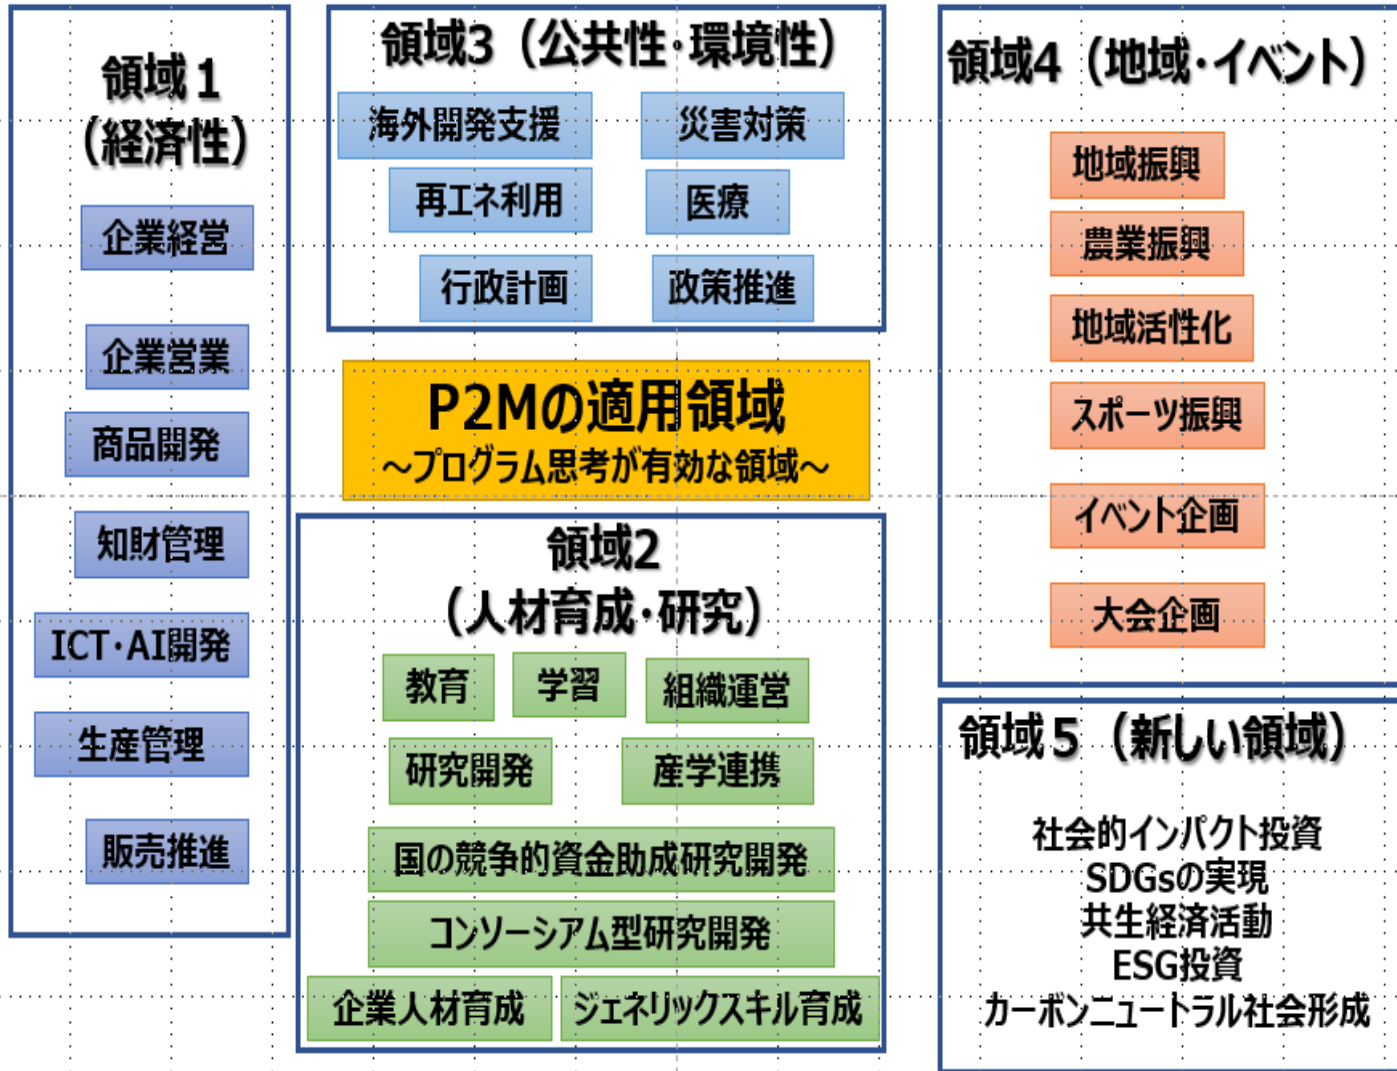 領域１
（経済性）
企業経営
企業営業
商品開発
知財管理
ICT・AI開発
生産管理
販売推進
領域3（公共性・環境性）
海外開発支援
災害対策
再エネ利用
医療
行政計画
政策推進
P2Mの適用領域
～プログラム思考が有効な領域～
領域2
（人材育成・研究）
教育
学習
組織運営
研究開発
産学連携
国の競争的資金助成研究開発
コンソーシアム型研究開発
企業人材育成
ジェネリックスキル育成
領域4（地域・イベント）
地域振興
農業振興
地域活性化
スポーツ振興
イベント企画
大会企画
領域５（新しい領域）
社会的インパクト投資
SDGsの実現
共生経済活動
ESG投資
カーボンニュートラル社会形成